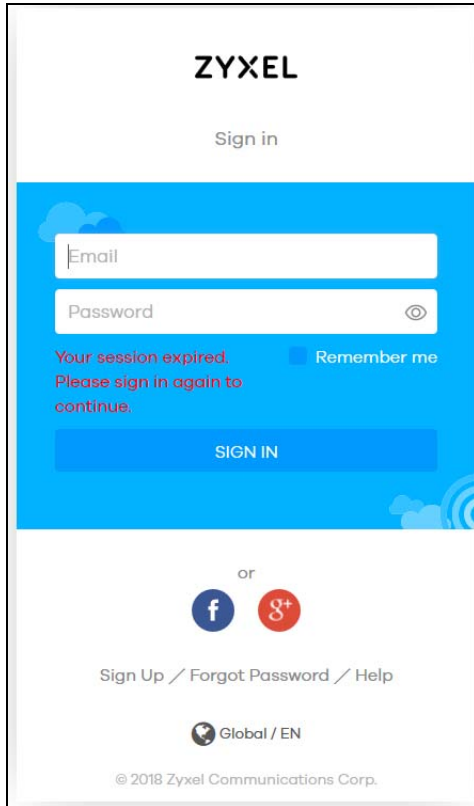 ZYXEL
Sign in
Email
Password
Your session expired.
Please sign in again to
continue.
Remember me
SIGN IN
or
f
g+
Sign Up / Forgot Password / Help
Global / EN
© 2018 Zyxel Communications Corp.